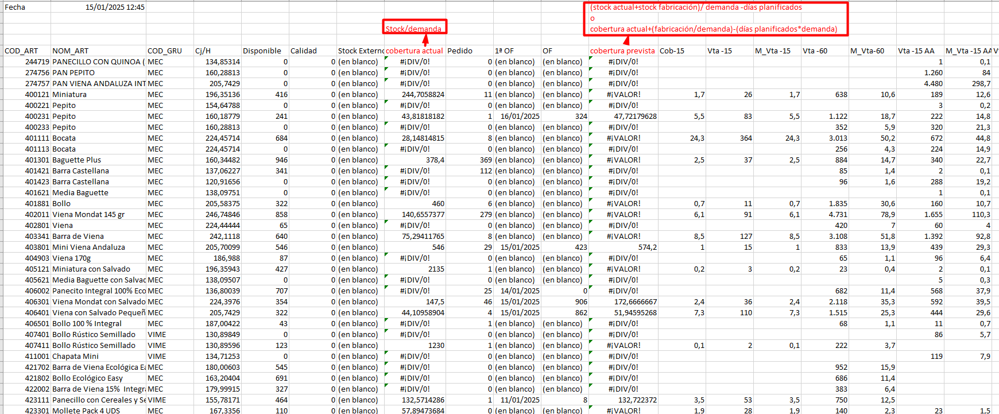 Fecha 15/01/2025 12:45 (stock actual+stock fabricación)/ demanda -días planificados
o
Stock/demanda cobertura actual+(fabricación/demanda)-(días planificados*demanda)
COD_ART NOM_ART COD_GRU Cj/H Disponible Calidad Stock Externo cobertura actual Pedido 1ª OF OF cobertura prevista Cob-15 Vta -15 M_Vta -15 Vta -60 M_Vta-60 Vta -15 AA M_Vta -15 AA
244719 PANECILLO CON QUINOA ( MEC 134,85314 0 0 (en blanco) #¡DIV/0! 0 (en blanco) (en blanco) #¡DIV/0! 1 0,1
274756 PAN PEPITO MEC 160,28813 0 0 (en blanco) #¡DIV/0! 0 (en blanco) (en blanco) #¡DIV/0! 1.260 84
274757 PAN VIENA ANDALUZA INT MEC 205,7429 0 0 (en blanco) #¡DIV/0! 0 (en blanco) (en blanco) #¡DIV/0! 4.480 298,7
400121 Miniatura MEC 196,35136 416 0 (en blanco) 244,7058824 11 (en blanco) (en blanco) #¡VALOR! 1,7 26 1,7 638 10,6 189 12,6
400221 Pepito MEC 154,64788 0 0 (en blanco) #¡DIV/0! 0 (en blanco) (en blanco) #¡DIV/0! 3 0,2
400231 Pepito MEC 160,18779 241 0 (en blanco) 43,81818182 1 16/01/2025 324 47,72179628 5,5 83 5,5 1.122 18,7 222 14,8
400233 Pepito MEC 160,28813 0 0 (en blanco) #¡DIV/0! 0 (en blanco) (en blanco) #¡DIV/0! 352 5,9 320 21,3
401111 Bocata MEC 224,45714 684 0 (en blanco) 28,14814815 8 (en blanco) (en blanco) #¡VALOR! 24,3 364 24,3 3.013 50,2 672 44,8
401113 Bocata MEC 224,45714 0 0 (en blanco) #¡DIV/0! 0 (en blanco) (en blanco) #¡DIV/0! 256 4,3 224 14,9
401301 Baguette Plus MEC 160,34482 946 0 (en blanco) 378,4 369 (en blanco) (en blanco) #¡VALOR! 2,5 37 2,5 884 14,7 340 22,7
401421 Barra Castellana MEC 137,06227 341 0 (en blanco) #¡DIV/0! 112 (en blanco) (en blanco) #¡DIV/0! 85 1,4 2 0,1
401423 Barra Castellana MEC 120,91656 0 0 (en blanco) #¡DIV/0! 0 (en blanco) (en blanco) #¡DIV/0! 96 1,6 288 19,2
401621 Media Baguette MEC 138,09751 0 0 (en blanco) #¡DIV/0! 0 (en blanco) (en blanco) #¡DIV/0! 1 0,1
401881 Bollo MEC 205,58375 322 0 (en blanco) 460 6 (en blanco) (en blanco) #¡VALOR! 0,7 11 0,7 1.835 30,6 160 10,7
402011 Viena Mondat 145 gr MEC 246,74846 858 0 (en blanco) 140,6557377 279 (en blanco) (en blanco) #¡VALOR! 6,1 91 6,1 4.731 78,9 1.655 110,3
402801 Viena MEC 224,44444 65 0 (en blanco) #¡DIV/0! 0 (en blanco) (en blanco) #¡DIV/0! 420 7 60 4
403341 Barra de Viena MEC 242,1118 640 0 (en blanco) 75,29411765 8 (en blanco) (en blanco) #¡VALOR! 8,5 127 8,5 3.108 51,8 1.392 92,8
403801 Mini Viena Andaluza MEC 205,70099 546 0 (en blanco) 546 29 15/01/2025 423 574,2 1 15 1 833 13,9 439 29,3
404903 Viena 170g MEC 186,988 87 0 (en blanco) #¡DIV/0! 0 (en blanco) (en blanco) #¡DIV/0! 65 1,1 96 6,4
405121 Miniatura con Salvado MEC 196,35943 427 0 (en blanco) 2135 1 (en blanco) (en blanco) #¡VALOR! 0,2 3 0,2 23 0,4 2 0,1
405621 Media Baguette con Salvac MEC 138,09507 0 0 (en blanco) #¡DIV/0! 0 (en blanco) (en blanco) #¡DIV/0! 5 0,3
406002 Panecito Integral 100% Eco MEC 136,80039 707 0 (en blanco) #¡DIV/0! 25 14/01/2025 0 #¡DIV/0! 682 11,4 568 37,9
406301 Viena Mondat con Salvado MEC 224,3976 354 0 (en blanco) 147,5 46 15/01/2025 906 172,6666667 2,4 36 2,4 2.118 35,3 592 39,5
406401 Viena con Salvado Pequeñ MEC 205,7429 322 0 (en blanco) 44,10958904 4 15/01/2025 862 51,94595268 7,3 110 7,3 1.515 25,3 444 29,6
406501 Bollo 100 % Integral MEC 187,00422 43 0 (en blanco) #¡DIV/0! 1 (en blanco) (en blanco) #¡DIV/0! 68 1,1 11 0,7
407401 Bollo Rústico Semillado VIME 130,89849 0 0 (en blanco) #¡DIV/0! 0 (en blanco) (en blanco) #¡DIV/0! 86 5,7
407411 Bollo Rústico Semillado VIME 130,89596 123 0 (en blanco) 1230 1 (en blanco) (en blanco) #¡VALOR! 0,1 2 0,1 222 3,7
411001 Chapata Mini VIME 134,71253 0 0 (en blanco) #¡DIV/0! 0 (en blanco) (en blanco) #¡DIV/0! 119 7,9
421702 Barra de Viena Ecológica Ea MEC 180,00603 545 0 (en blanco) #¡DIV/0! 0 (en blanco) (en blanco) #¡DIV/0! 952 15,9
421802 Bollo Ecológico Easy MEC 163,20404 691 0 (en blanco) #¡DIV/0! 0 (en blanco) (en blanco) #¡DIV/0! 686 11,4
422002 Barra de Viena 15% Integra MEC 179,99915 327 0 (en blanco) #¡DIV/0! 0 (en blanco) (en blanco) #¡DIV/0! 383 6,4
423111 Panecillo con Cereales y Se VIME 155,78171 464 0 (en blanco) 132,5714286 1 11/01/2025 8 132,722372 3,5 53 3,5 750 12,5
423301 Mollete Pack 4 UDS MEC 167,3356 110 0 (en blanco) 57,89473684 0 (en blanco) (en blanco) #¡VALOR! 1,9 28 1,9 140 2,3 23 1,5